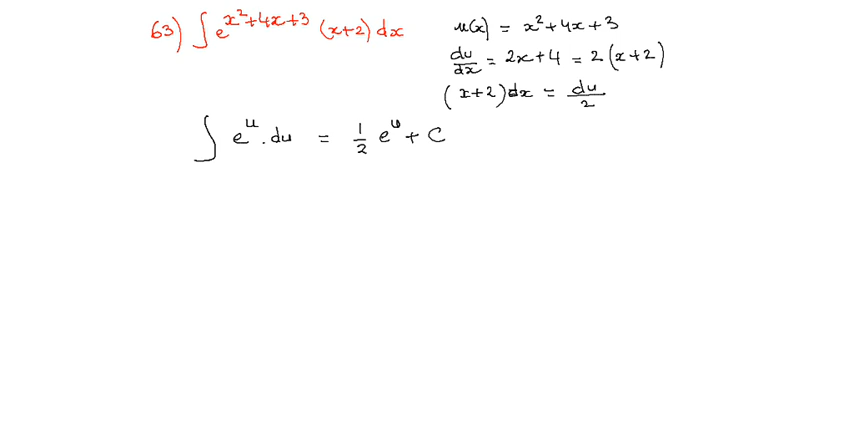 63) ∫ e^{x²+4x+3} (x+2) dx
u(x) = x²+4x+3
du/dx = 2x+4 = 2(x+2)
(x+2)dx = du/2
∫ e^u . du = 1/2 e^u + C